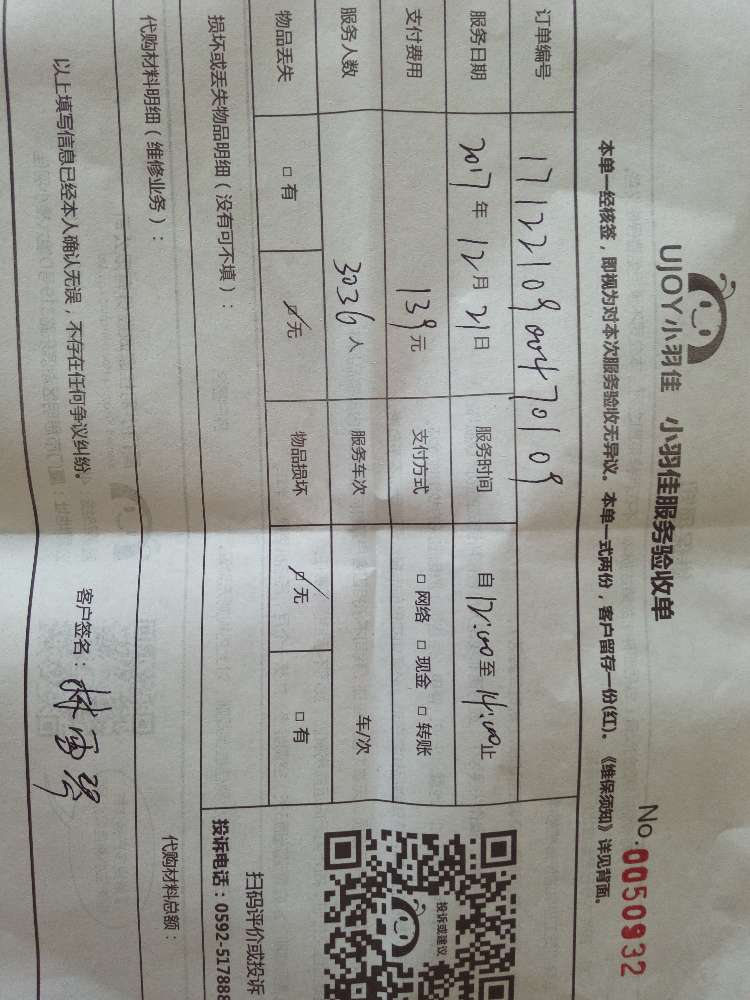 UJOY小羽佳 小羽佳服务验收单
No.0050932
本单一经核签，即视为对本次服务验收无异议。本单一式两份，客户留存一份(红)。《维保须知》详见背面。
订单编号 1712210900470109
服务日期 2017年12月21日 服务时间 自12:00至14:00止
支付费用 139元 支付方式 □网络 □现金 □转账
服务人数 3036人 服务车次 车/次
物品丢失 □有 □无 物品损坏 □无 □有
投诉或建议
损坏或丢失物品明细（没有可不填）：
扫码评价或投诉
投诉电话：0592-517888
代购材料明细（维修业务）：
代购材料总额：
以上填写信息已经本人确认无误，不存在任何争议纠纷。
客户签名：林雪